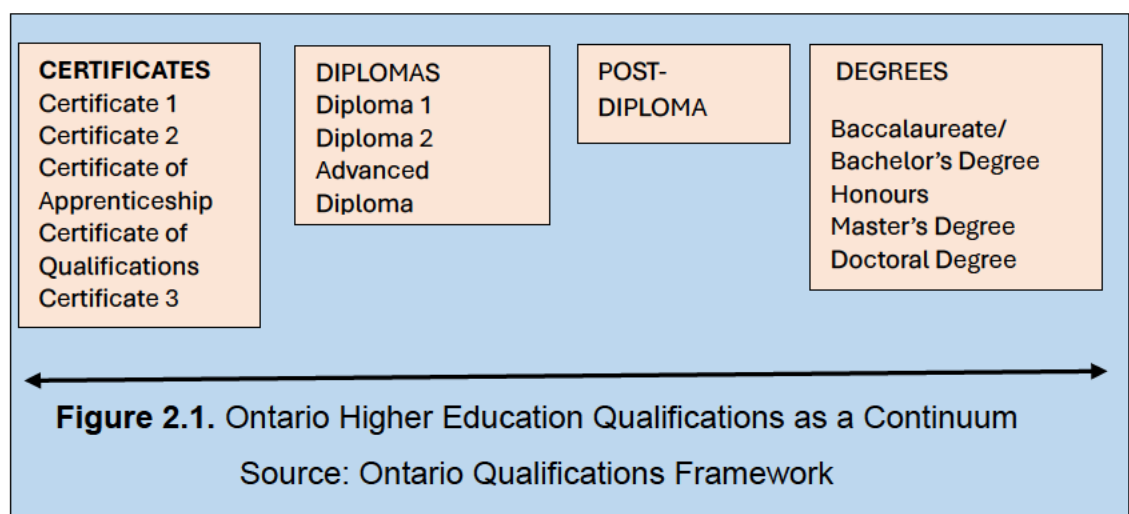 CERTIFICATES
Certificate 1
Certificate 2
Certificate of
Apprenticeship
Certificate of
Qualifications
Certificate 3
DIPLOMAS
Diploma 1
Diploma 2
Advanced
Diploma
POST-
DIPLOMA
DEGREES
Baccalaureate/
Bachelor’s Degree
Honours
Master’s Degree
Doctoral Degree
Figure 2.1. Ontario Higher Education Qualifications as a Continuum
Source: Ontario Qualifications Framework